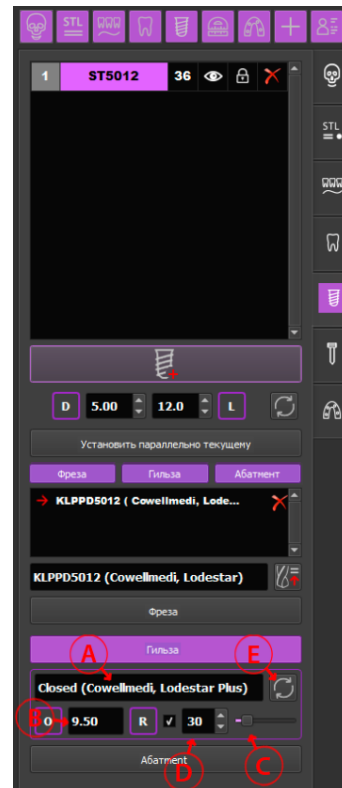 STL
1 ST5012 36
STL
D 5.00 12.0 L
Установить параллельно текущему
Фреза Гильза Абатмент
→ KLPPD5012 ( Cowellmedi, Lode...
KLPPD5012 (Cowellmedi, Lodestar)
Фреза
Гильза
A E
Closed (Cowellmedi, Lodestar Plus)
B O 9.50 R ✓ 30
D C
Абатмент